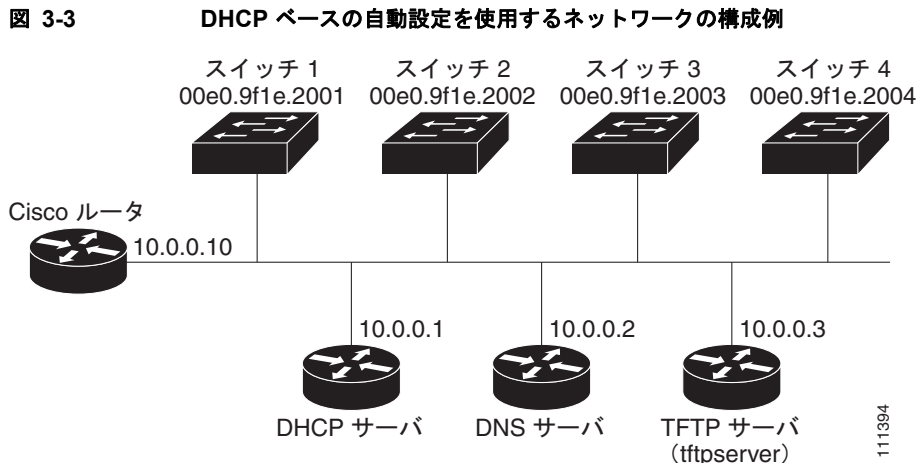 図 3-3 DHCP ベースの自動設定を使用するネットワークの構成例
スイッチ 1
00e0.9f1e.2001
スイッチ 2
00e0.9f1e.2002
スイッチ 3
00e0.9f1e.2003
スイッチ 4
00e0.9f1e.2004
Cisco ルータ
10.0.0.10
10.0.0.1
10.0.0.2
10.0.0.3
DHCP サーバ
DNS サーバ
TFTP サーバ
（tftpserver）
111394